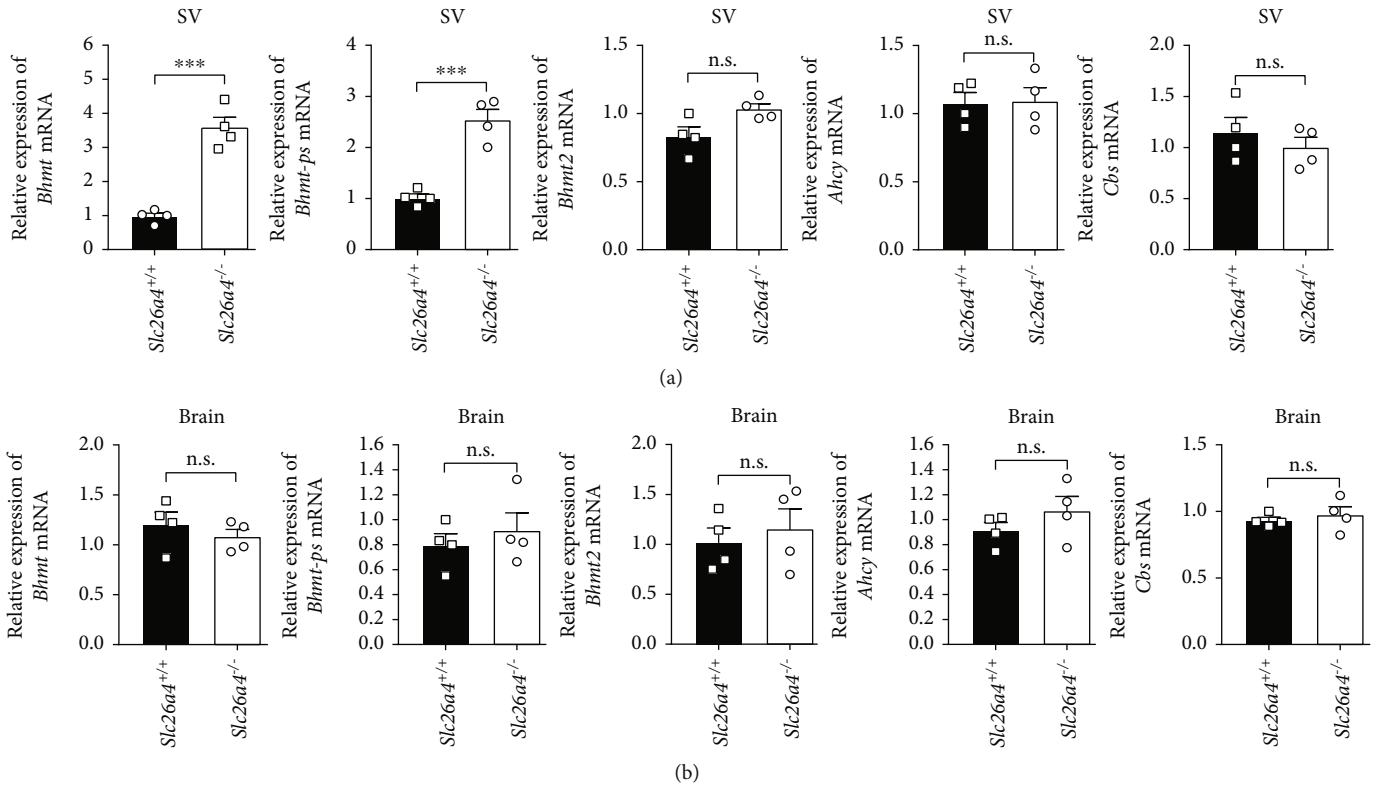 SV
Relative expression of
Bhmt mRNA
6
5
4
3
2
1
0
***
Slc26a4+/+
Slc26a4-/-
SV
Relative expression of
Bhmt-ps mRNA
4
3
2
1
0
***
Slc26a4+/+
Slc26a4-/-
SV
Relative expression of
Bhmt2 mRNA
1.5
1.0
0.5
0.0
n.s.
Slc26a4+/+
Slc26a4-/-
SV
Relative expression of
Ahcy mRNA
1.5
1.0
0.5
0.0
n.s.
Slc26a4+/+
Slc26a4-/-
SV
Relative expression of
Cbs mRNA
2.0
1.5
1.0
0.5
0.0
n.s.
Slc26a4+/+
Slc26a4-/-
(a)
Brain
Relative expression of
Bhmt mRNA
2.0
1.5
1.0
0.5
0.0
n.s.
Slc26a4+/+
Slc26a4-/-
Brain
Relative expression of
Bhmt-ps mRNA
1.6
1.4
1.2
1.0
0.8
0.6
0.4
0.2
0.0
n.s.
Slc26a4+/+
Slc26a4-/-
Brain
Relative expression of
Bhmt2 mRNA
2.0
1.5
1.0
0.5
0.0
n.s.
Slc26a4+/+
Slc26a4-/-
Brain
Relative expression of
Ahcy mRNA
1.6
1.4
1.2
1.0
0.8
0.6
0.4
0.2
0.0
n.s.
Slc26a4+/+
Slc26a4-/-
Brain
Relative expression of
Cbs mRNA
1.5
1.0
0.5
0.0
n.s.
Slc26a4+/+
Slc26a4-/-
(b)